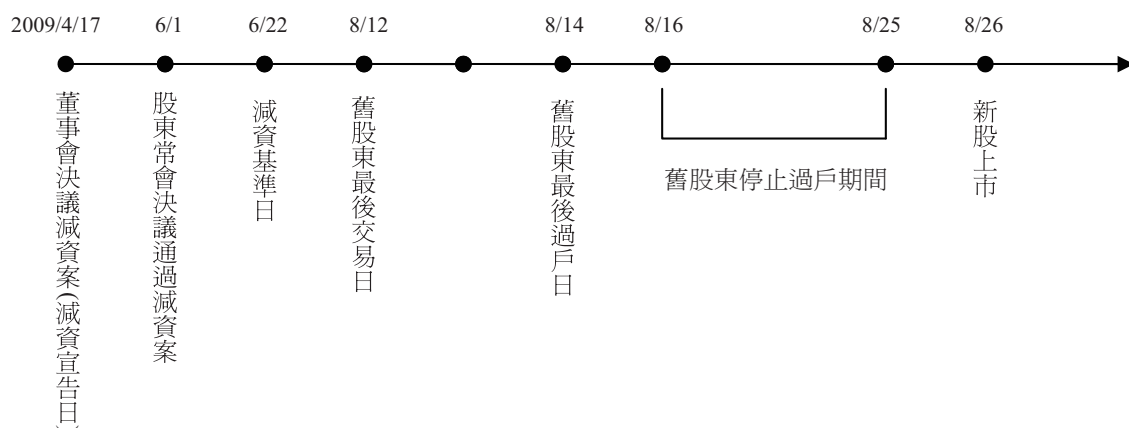 2009/4/17
6/1
6/22
8/12
8/14
8/16
8/25
8/26
董事會決議減資案(減資宣告日)
股東常會決議通過減資案
減資基準日
舊股東最後交易日
舊股東最後過戶日
舊股東停止過戶期間
新股上市